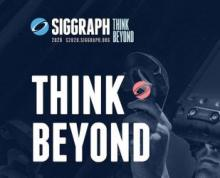 SIGGRAPH THINK
2020 S2020.SIGGRAPH.ORG BEYOND
THINK
BEYOND